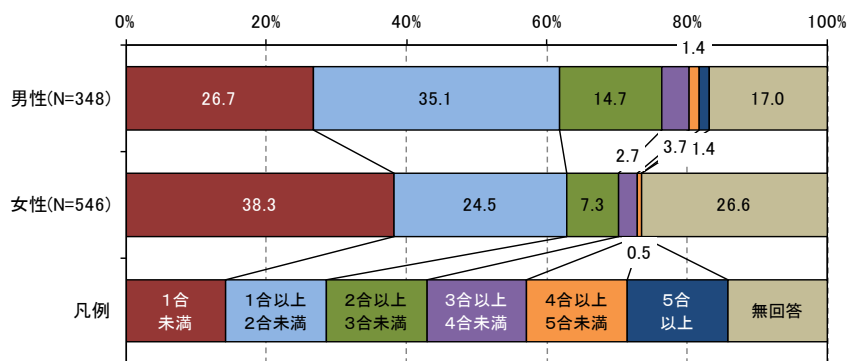 0%
20%
40%
60%
80%
100%
1.4
男性(N=348)
26.7
35.1
14.7
17.0
2.7
3.7
1.4
女性(N=546)
38.3
24.5
7.3
26.6
0.5
凡例
1合
未満
1合以上
2合未満
2合以上
3合未満
3合以上
4合未満
4合以上
5合未満
5合
以上
無回答